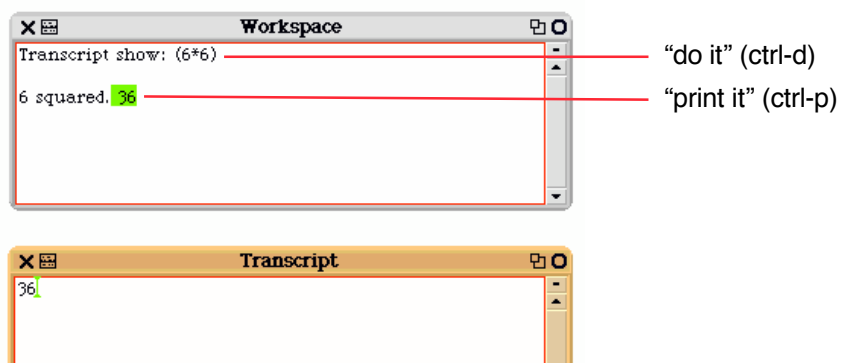 Workspace
Transcript show: (6*6)
“do it” (ctrl-d)
6 squared. 36
“print it” (ctrl-p)
Transcript
36